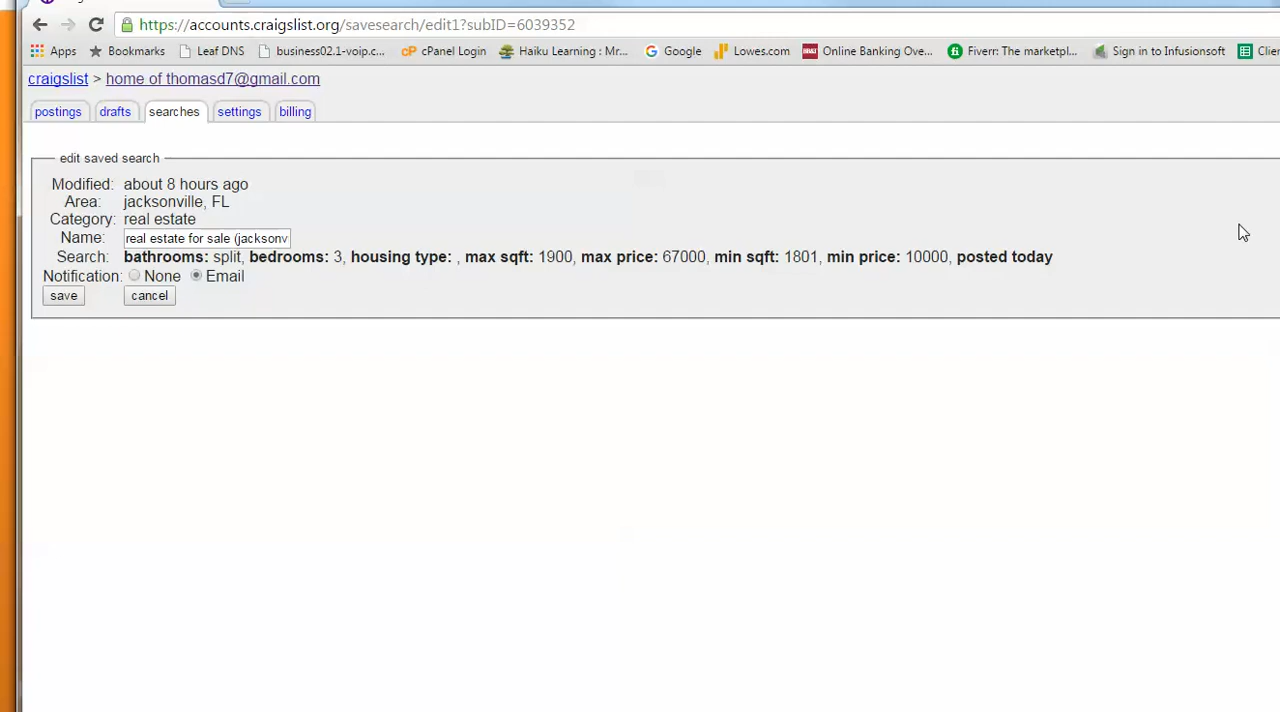 https://accounts.craigslist.org/savesearch/edit1?subID=6039352
Apps Bookmarks Leaf DNS business02.1-voip.c... cPanel Login Haiku Learning : Mr... Google Lowes.com Online Banking Ove... Fiverr: The marketpl... Sign in to Infusionsoft Clien
craigslist > home of thomasd7@gmail.com
postings drafts searches settings billing
edit saved search
Modified: about 8 hours ago
Area: jacksonville, FL
Category: real estate
Name: real estate for sale (jacksonv
Search: bathrooms: split, bedrooms: 3, housing type: , max sqft: 1900, max price: 67000, min sqft: 1801, min price: 10000, posted today
Notification: None Email
save cancel